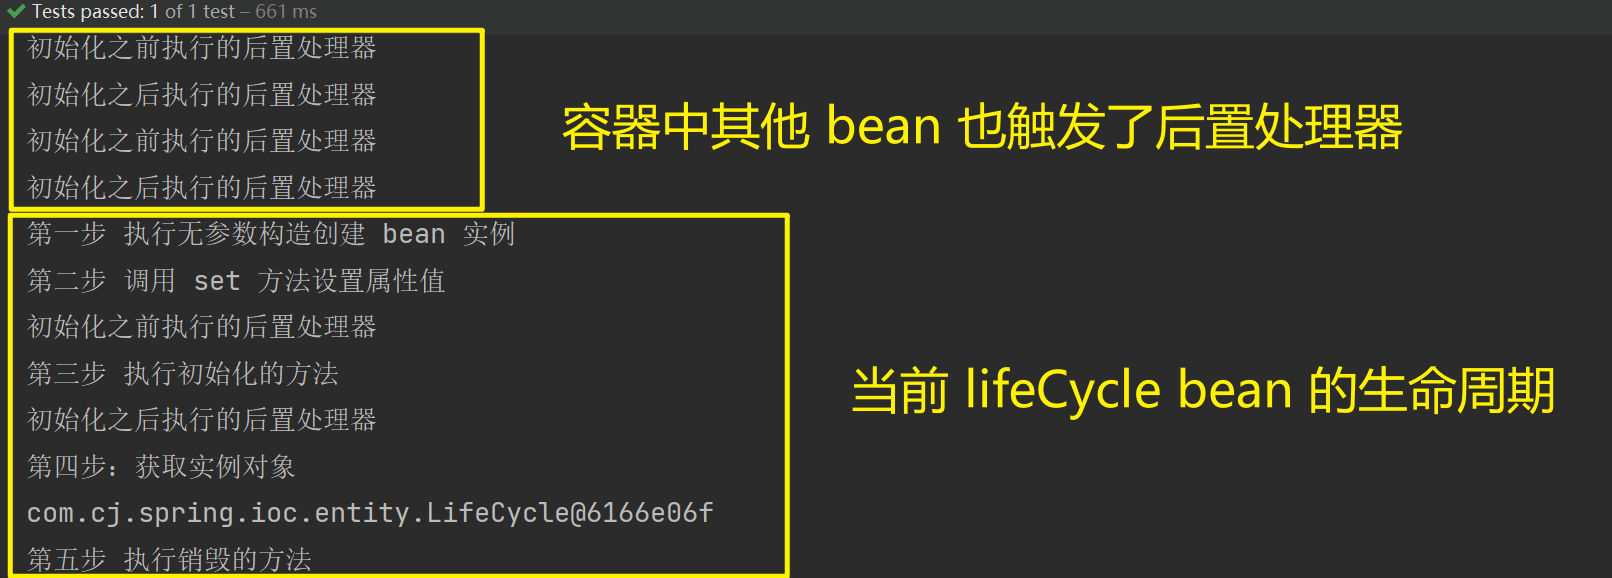 Tests passed: 1 of 1 test – 661 ms
初始化之前执行的后置处理器
初始化之后执行的后置处理器
初始化之前执行的后置处理器
初始化之后执行的后置处理器
容器中其他 bean 也触发了后置处理器
第一步 执行无参数构造创建 bean 实例
第二步 调用 set 方法设置属性值
初始化之前执行的后置处理器
第三步 执行初始化的方法
初始化之后执行的后置处理器
第四步：获取实例对象
com.cj.spring.ioc.entity.LifeCycle@6166e06f
第五步 执行销毁的方法
当前 lifeCycle bean 的生命周期